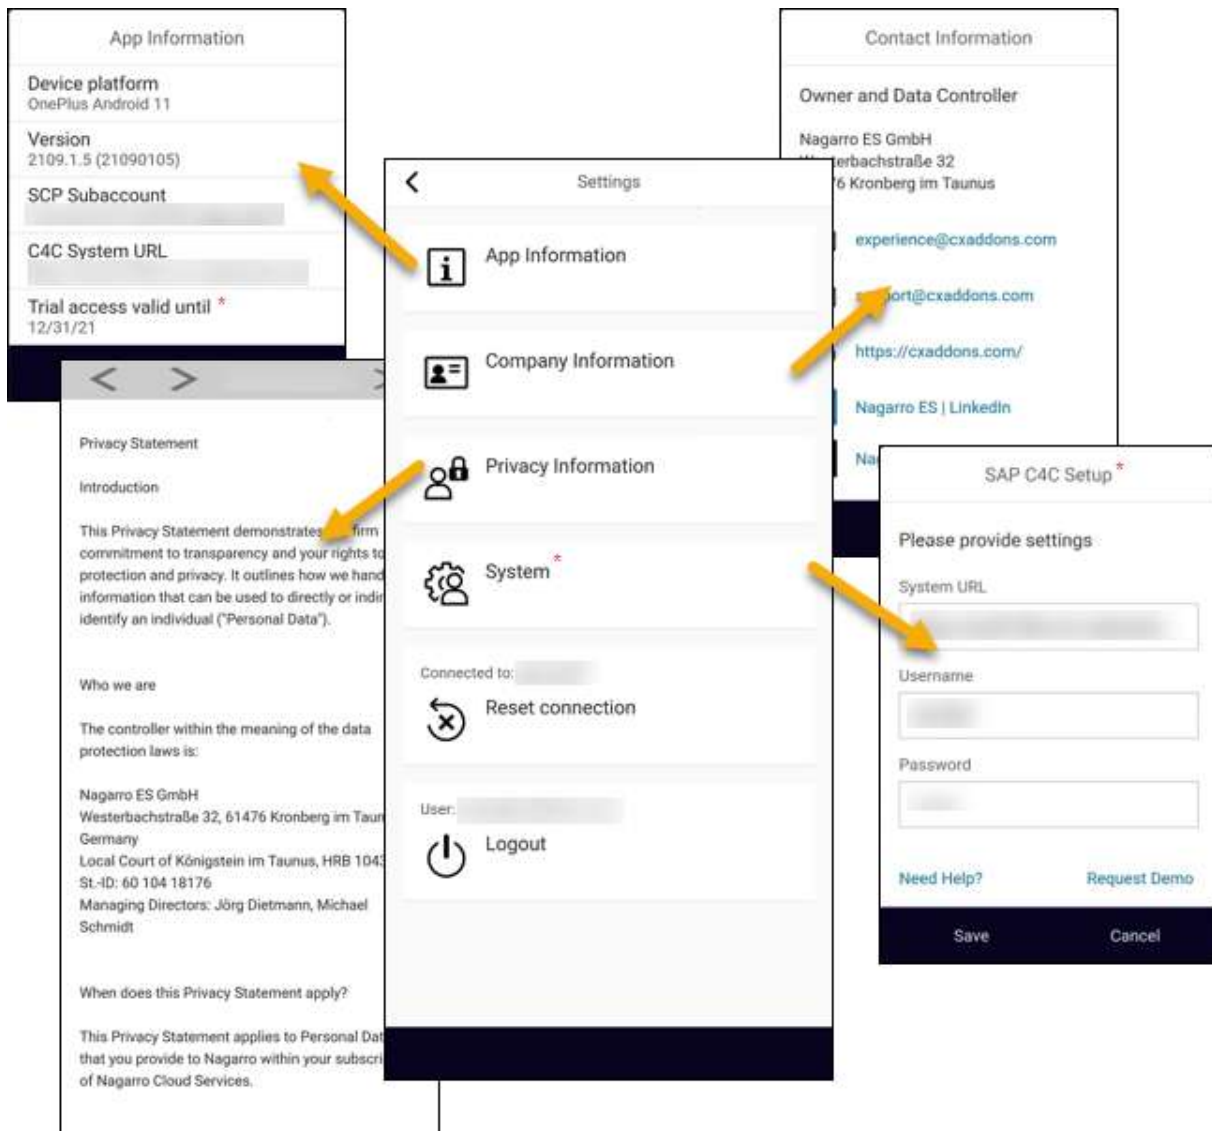 App Information
Device platform
OnePlus Android 11
Version
2109.1.5 (21090105)
SCP Subaccount
C4C System URL
Trial access valid until *
12/31/21
Contact Information
Owner and Data Controller
Nagarro ES GmbH
6 Kronberg im Taunus
experience@cxaddons.com
https://cxaddons.com/
Nagarro ES | LinkedIn
Settings
App Information
Company Information
Privacy Information
System *
Connected to:
Reset connection
User:
Logout
Privacy Statement
Introduction
This Privacy Statement demonstrates firm
commitment to transparency and your rights to
protection and privacy. It outlines how we hand
information that can be used to directly or indir
identify an individual ("Personal Data").
Who we are
The controller within the meaning of the data
protection laws is:
Nagarro ES GmbH
Westerbachstraße 32, 61476 Kronberg im Taun
Germany
Local Court of Königstein im Taunus, HRB 1043
St.-ID: 60 104 18176
Managing Directors: Jörg Dietmann, Michael
Schmidt
When does this Privacy Statement apply?
This Privacy Statement applies to Personal Dat
that you provide to Nagarro within your subscri
of Nagarro Cloud Services.
SAP C4C Setup *
Please provide settings
System URL
Username
Password
Need Help?
Request Demo
Save
Cancel